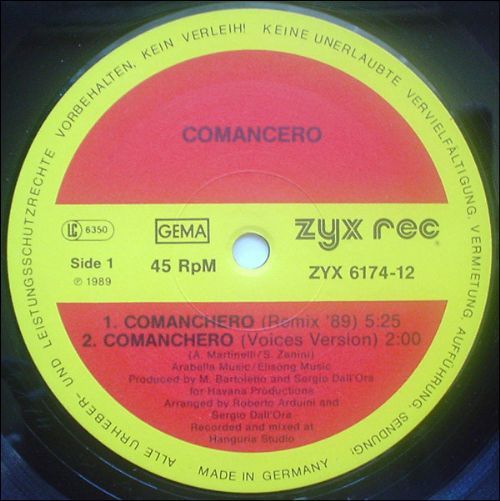 ALLE URHEBER- UND LEISTUNGSSCHUTZRECHTE VORBEHALTEN, KEIN VERLEIH! KEINE UNERLAUBTE VERVIELFÄLTIGUNG, VERMIETUNG, AUFFÜHRUNG, SENDUNG!
COMANCERO
LC 6350 GEMA zyx rec
Side 1 45 RpM ZYX 6174-12
℗ 1989
1. COMANCHERO (Remix '89) 5:25
2. COMANCHERO (Voices Version) 2:00
(A. Martinelli/S. Zanini)
Arabella Music/Elisong Music
Produced by M. Bartoletto and Sergio Dall'Ora
for Havana Productions
Arranged by Roberto Arduini and
Sergio Dall'Ora
Recorded and mixed at
Hanguria Studio
MADE IN GERMANY